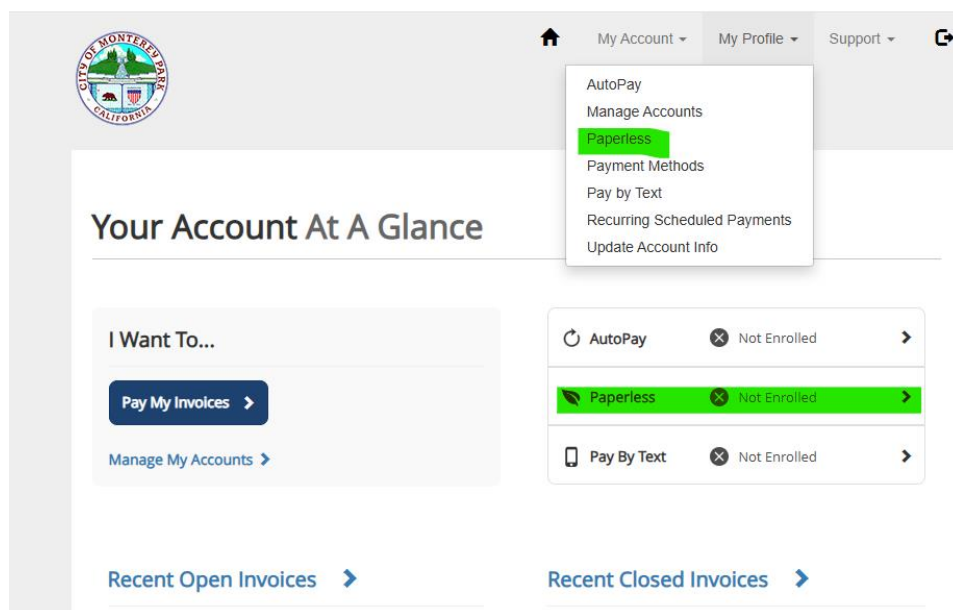 CITY OF MONTEREY PARK
CALIFORNIA
My Account
My Profile
Support
AutoPay
Manage Accounts
Paperless
Payment Methods
Pay by Text
Recurring Scheduled Payments
Update Account Info
Your Account At A Glance
I Want To...
Pay My Invoices
Manage My Accounts
AutoPay Not Enrolled
Paperless Not Enrolled
Pay By Text Not Enrolled
Recent Open Invoices
Recent Closed Invoices